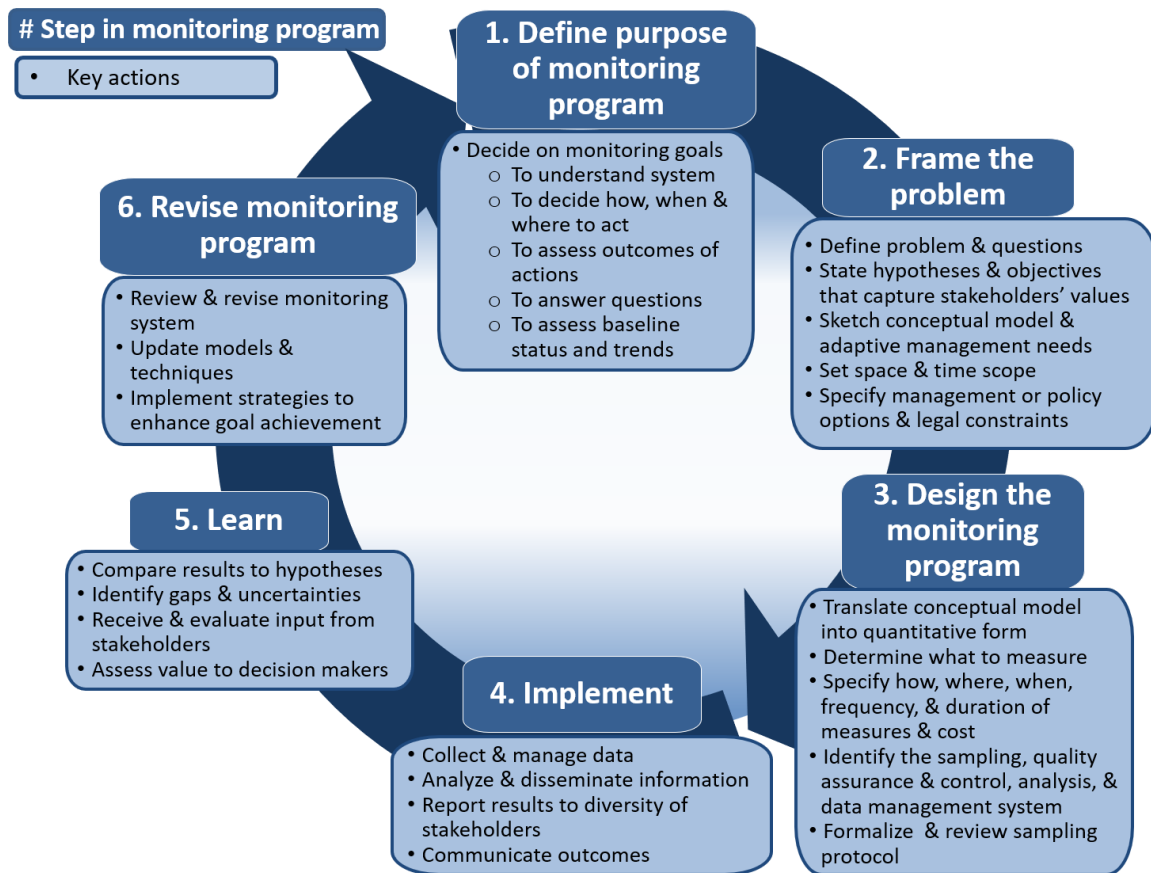 # Step in monitoring program
• Key actions
1. Define purpose
of monitoring
program
• Decide on monitoring goals
o To understand system
o To decide how, when &
where to act
o To assess outcomes of
actions
o To answer questions
o To assess baseline
status and trends
2. Frame the
problem
• Define problem & questions
• State hypotheses & objectives
that capture stakeholders’ values
• Sketch conceptual model &
adaptive management needs
• Set space & time scope
• Specify management or policy
options & legal constraints
3. Design the
monitoring
program
• Translate conceptual model
into quantitative form
• Determine what to measure
• Specify how, where, when,
frequency, & duration of
measures & cost
• Identify the sampling, quality
assurance & control, analysis, &
data management system
• Formalize & review sampling
protocol
4. Implement
• Collect & manage data
• Analyze & disseminate information
• Report results to diversity of
stakeholders
• Communicate outcomes
5. Learn
• Compare results to hypotheses
• Identify gaps & uncertainties
• Receive & evaluate input from
stakeholders
• Assess value to decision makers
6. Revise monitoring
program
• Review & revise monitoring
system
• Update models &
techniques
• Implement strategies to
enhance goal achievement